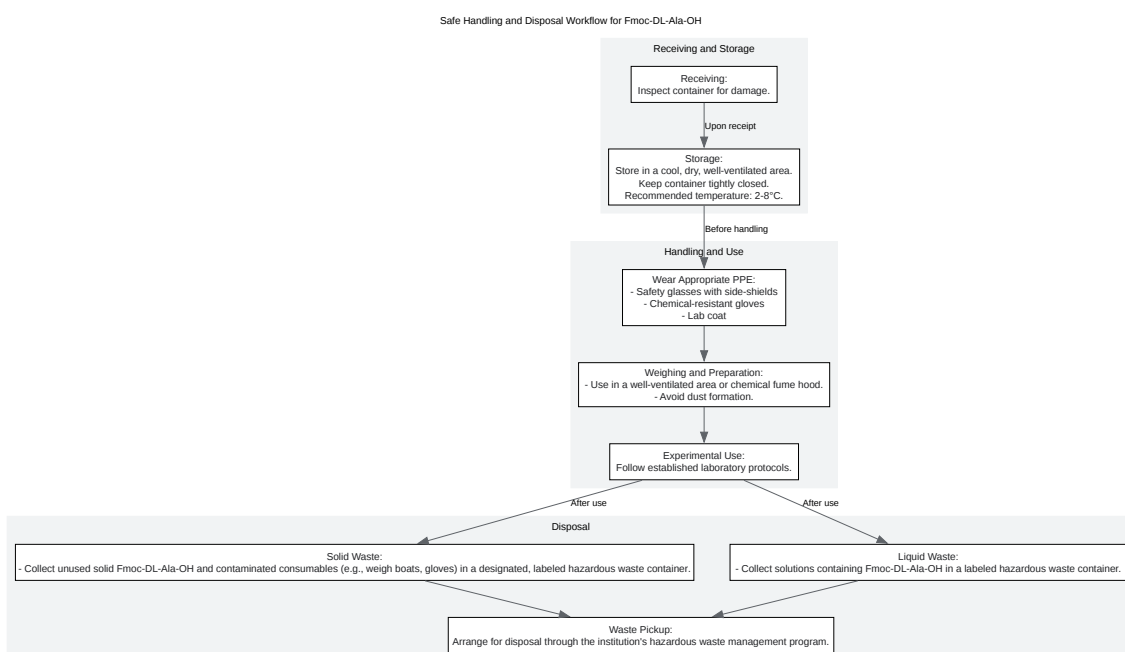 Safe Handling and Disposal Workflow for Fmoc-DL-Ala-OH
Receiving and Storage
Receiving:
Inspect container for damage.
Upon receipt
Storage:
Store in a cool, dry, well-ventilated area.
Keep container tightly closed.
Recommended temperature: 2-8°C.
Before handling
Handling and Use
Wear Appropriate PPE:
- Safety glasses with side-shields
- Chemical-resistant gloves
- Lab coat
Weighing and Preparation:
- Use in a well-ventilated area or chemical fume hood.
- Avoid dust formation.
Experimental Use:
Follow established laboratory protocols.
After use
After use
Disposal
Solid Waste:
- Collect unused solid Fmoc-DL-Ala-OH and contaminated consumables (e.g., weigh boats, gloves) in a designated, labeled hazardous waste container.
Liquid Waste:
- Collect solutions containing Fmoc-DL-Ala-OH in a labeled hazardous waste container.
Waste Pickup:
Arrange for disposal through the institution's hazardous waste management program.